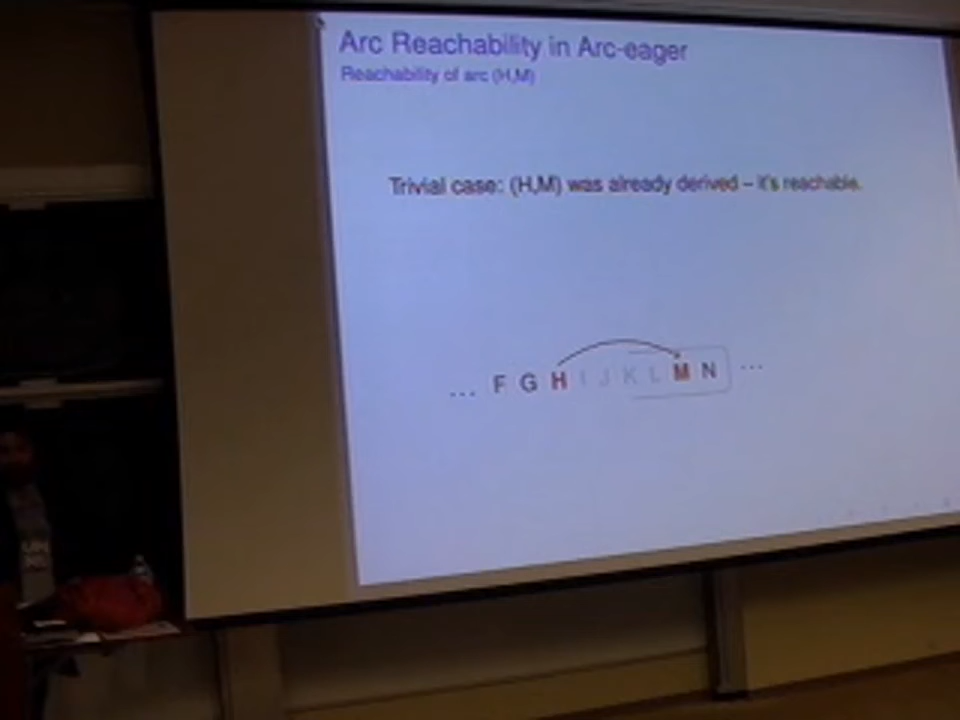 Arc Reachability in Arc-eager
Reachability of arc (H,M)
Trivial case: (H,M) was already derived – it's reachable.
... F G H I J K L M N ...